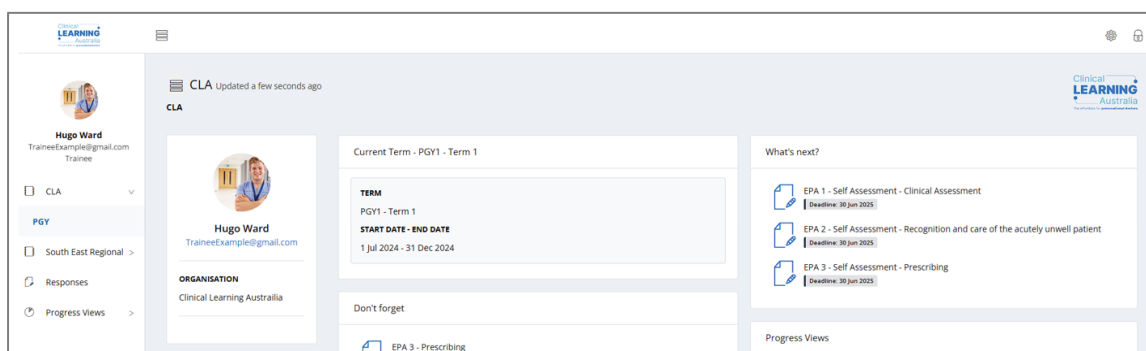 Clinical
LEARNING
Australia
CLA Updated a few seconds ago
CLA
Clinical
LEARNING
Australia
Hugo Ward
TraineeExample@gmail.com
Trainee
CLA
PGY
South East Regional
Responses
Progress Views
Hugo Ward
TraineeExample@gmail.com
ORGANISATION
Clinical Learning Austrailia
Current Term - PGY1 - Term 1
TERM
PGY1 - Term 1
START DATE - END DATE
1 Jul 2024 - 31 Dec 2024
Don't forget
EPA 3 - Prescribing
What's next?
EPA 1 - Self Assessment - Clinical Assessment
Deadline: 30 Jun 2025
EPA 2 - Self Assessment - Recognition and care of the acutely unwell patient
Deadline: 30 Jun 2025
EPA 3 - Self Assessment - Prescribing
Deadline: 30 Jun 2025
Progress Views